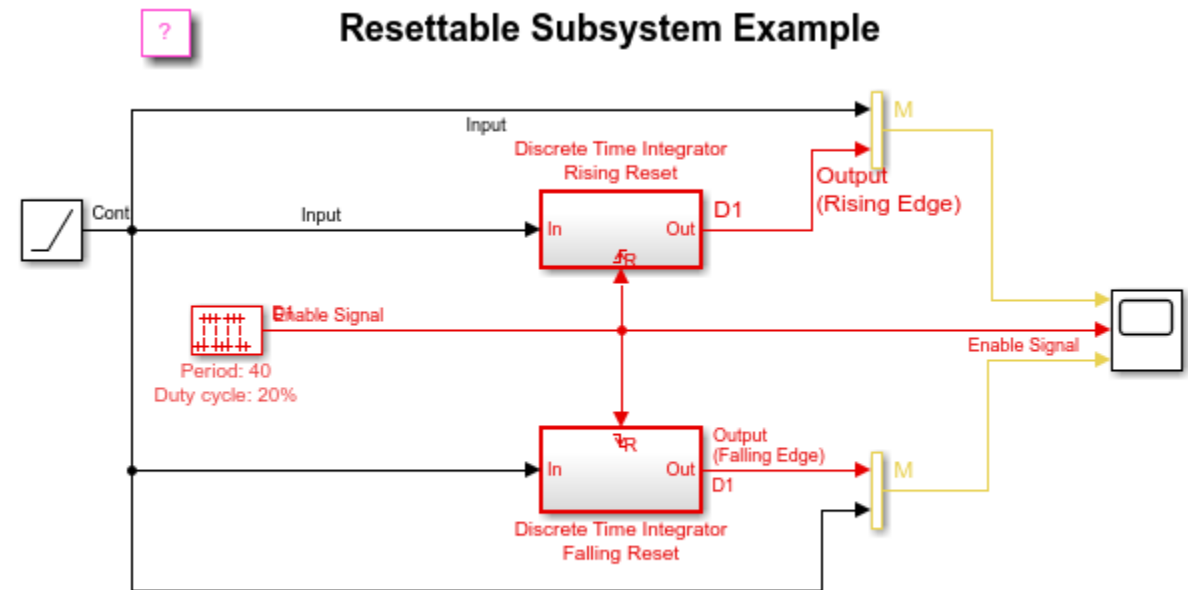 ?
Resettable Subsystem Example
M
Input
Discrete Time Integrator
Rising Reset
Output
(Rising Edge)
Cont
Input
In
Out
D1
R
D1
Enable Signal
Enable Signal
Period: 40
Duty cycle: 20%
R
In
Out
Output
(Falling Edge)
D1
M
Discrete Time Integrator
Falling Reset